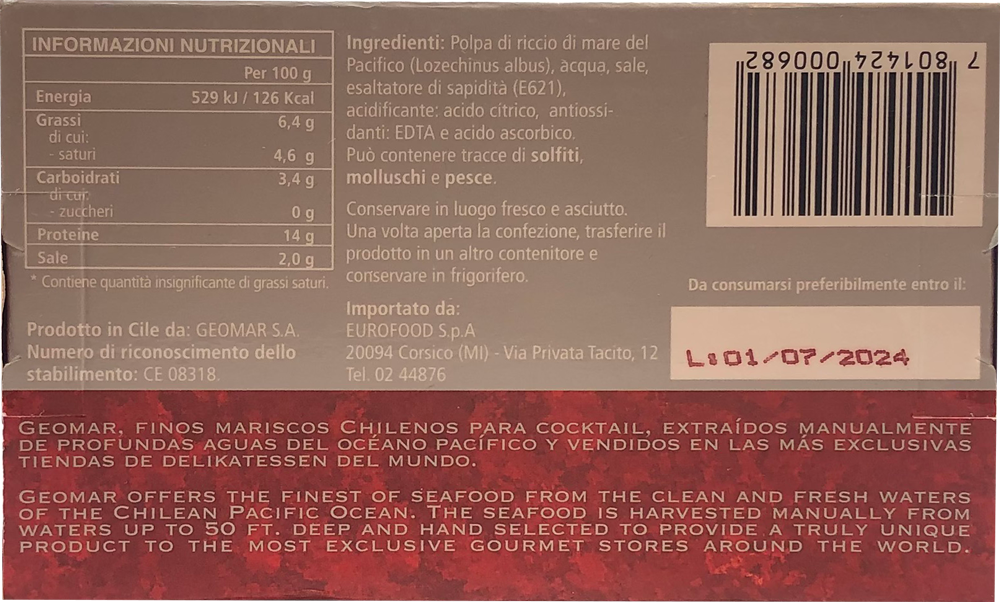 INFORMAZIONI NUTRIZIONALI
Per 100 g
Energia 529 kJ / 126 Kcal
Grassi 6,4 g
di cui:
- saturi 4,6 g
Carboidrati 3,4 g
di cui:
- zuccheri 0 g
Proteine 14 g
Sale 2,0 g
* Contiene quantità insignificante di grassi saturi.
Prodotto in Cile da: GEOMAR S.A.
Numero di riconoscimento dello
stabilimento: CE 08318.
Ingredienti: Polpa di riccio di mare del
Pacifico (Lozechinus albus), acqua, sale,
esaltatore di sapidità (E621),
acidificante: acido cítrico, antiossi-
danti: EDTA e acido ascorbico.
Può contenere tracce di solfiti,
molluschi e pesce.
Conservare in luogo fresco e asciutto.
Una volta aperta la confezione, trasferire il
prodotto in un altro contenitore e
conservare in frigorifero.
Importato da:
EUROFOOD S.p.A
20094 Corsico (MI) - Via Privata Tacito, 12
Tel. 02 44876
7 801424 000682
Da consumarsi preferibilmente entro il:
L:01/07/2024
GEOMAR, FINOS MARISCOS CHILENOS PARA COCKTAIL, EXTRAÍDOS MANUALMENTE
DE PROFUNDAS AGUAS DEL OCÉANO PACÍFICO Y VENDIDOS EN LAS MÁS EXCLUSIVAS
TIENDAS DE DELIKATESSEN DEL MUNDO.
GEOMAR OFFERS THE FINEST OF SEAFOOD FROM THE CLEAN AND FRESH WATERS
OF THE CHILEAN PACIFIC OCEAN. THE SEAFOOD IS HARVESTED MANUALLY FROM
WATERS UP TO 50 FT. DEEP AND HAND SELECTED TO PROVIDE A TRULY UNIQUE
PRODUCT TO THE MOST EXCLUSIVE GOURMET STORES AROUND THE WORLD.